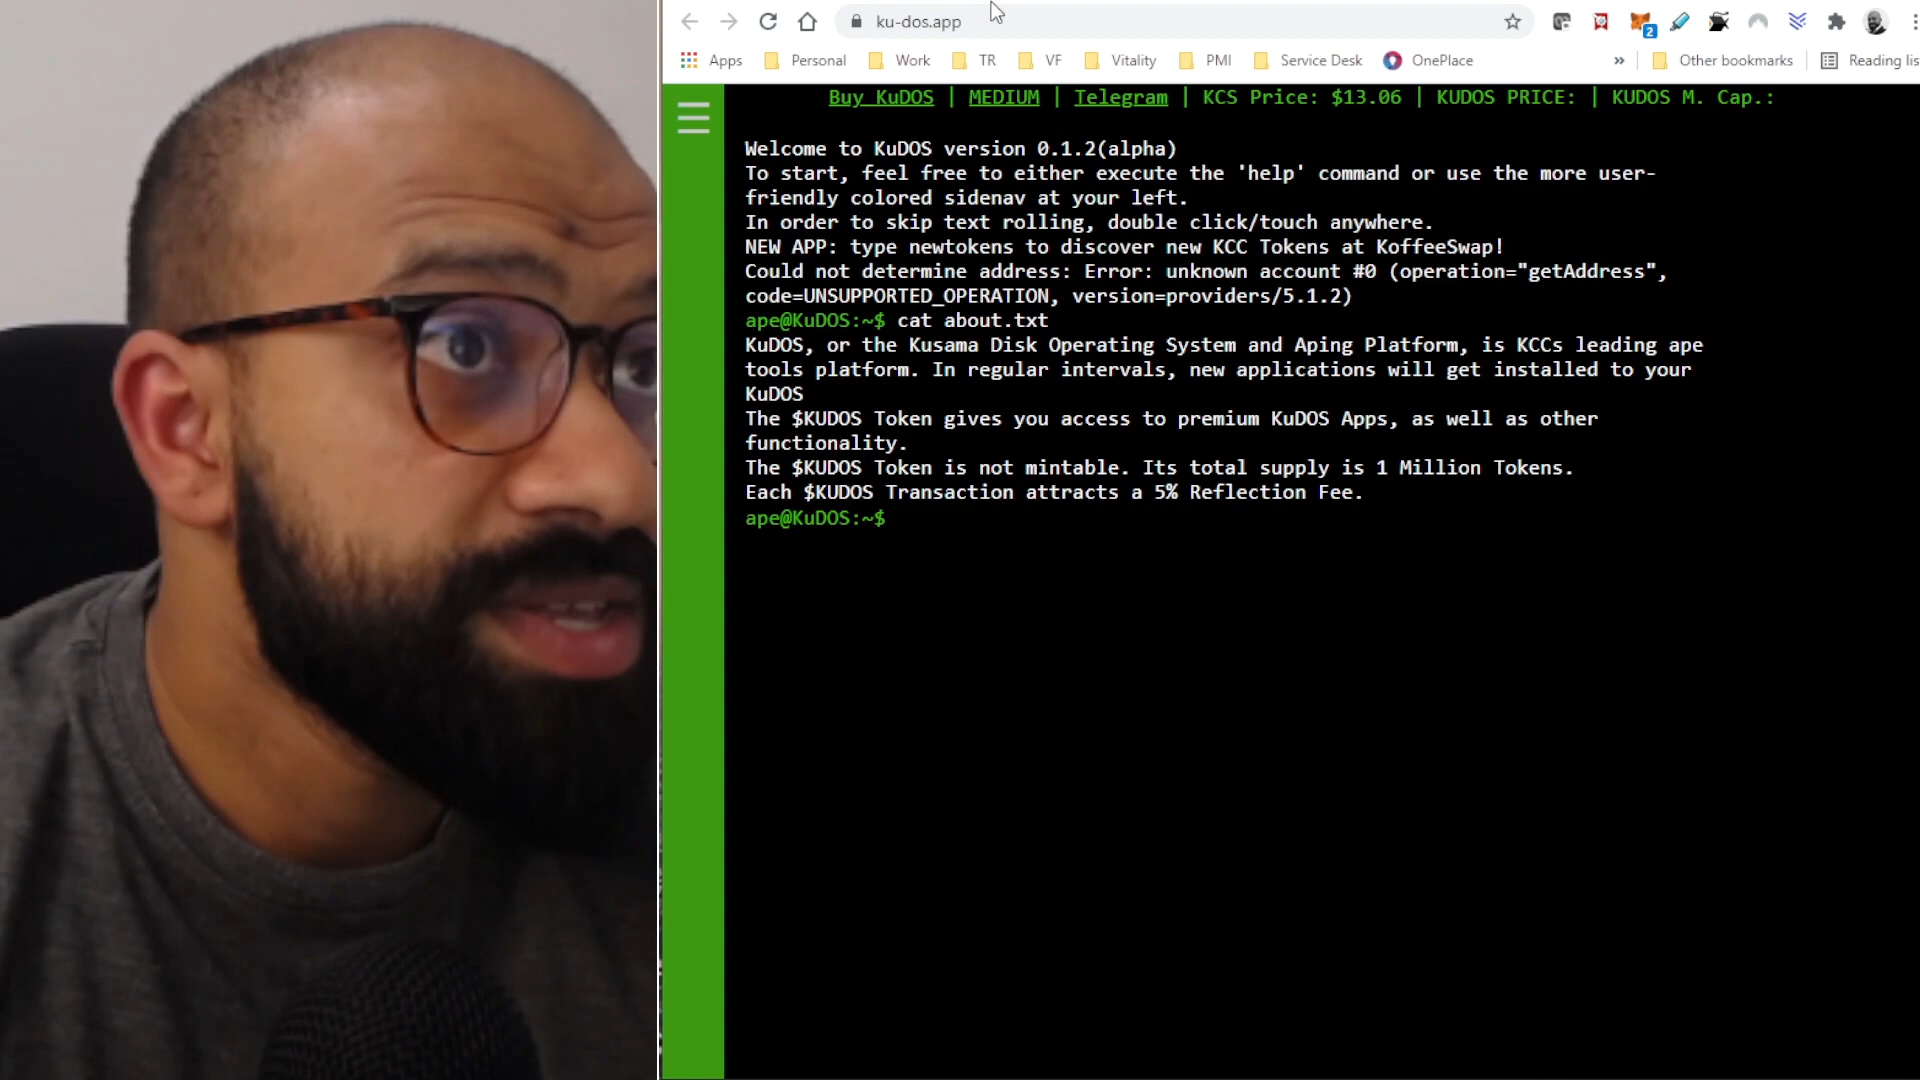 ku-dos.app
2
Apps Personal Work TR VF Vitality PMI Service Desk OnePlace » Other bookmarks Reading lis
Buy KuDOS | MEDIUM | Telegram | KCS Price: $13.06 | KUDOS PRICE: | KUDOS M. Cap.:
Welcome to KuDOS version 0.1.2(alpha)
To start, feel free to either execute the 'help' command or use the more user-
friendly colored sidenav at your left.
In order to skip text rolling, double click/touch anywhere.
NEW APP: type newtokens to discover new KCC Tokens at KoffeeSwap!
Could not determine address: Error: unknown account #0 (operation="getAddress",
code=UNSUPPORTED_OPERATION, version=providers/5.1.2)
ape@KuDOS:~$ cat about.txt
KuDOS, or the Kusama Disk Operating System and Aping Platform, is KCCs leading ape
tools platform. In regular intervals, new applications will get installed to your
KuDOS
The $KUDOS Token gives you access to premium KuDOS Apps, as well as other
functionality.
The $KUDOS Token is not mintable. Its total supply is 1 Million Tokens.
Each $KUDOS Transaction attracts a 5% Reflection Fee.
ape@KuDOS:~$